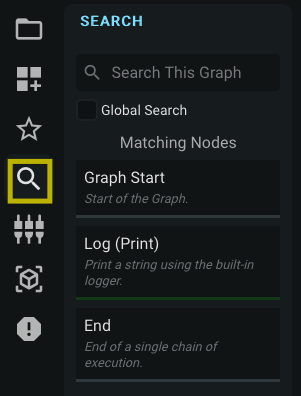 SEARCH
Search This Graph
Global Search
Matching Nodes
Graph Start
Start of the Graph.
Log (Print)
Print a string using the built-in
logger.
End
End of a single chain of
execution.